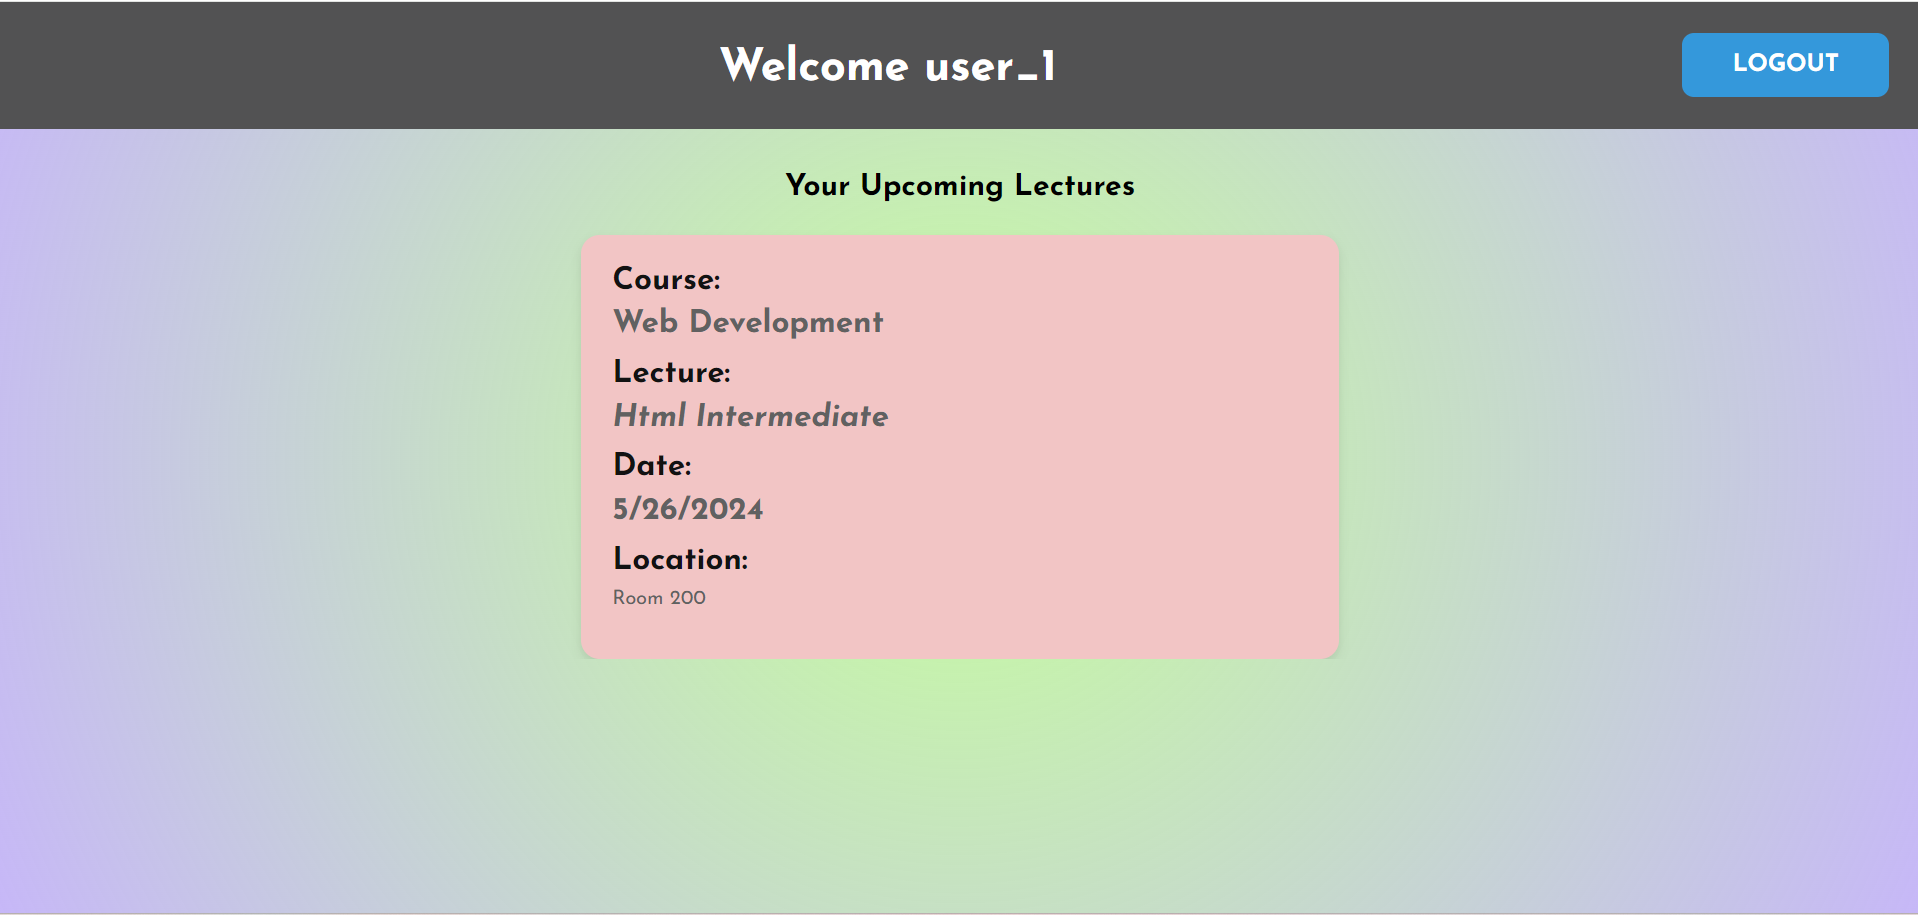 Welcome user_1
LOGOUT
Your Upcoming Lectures
Course:
Web Development
Lecture:
Html Intermediate
Date:
5/26/2024
Location:
Room 200